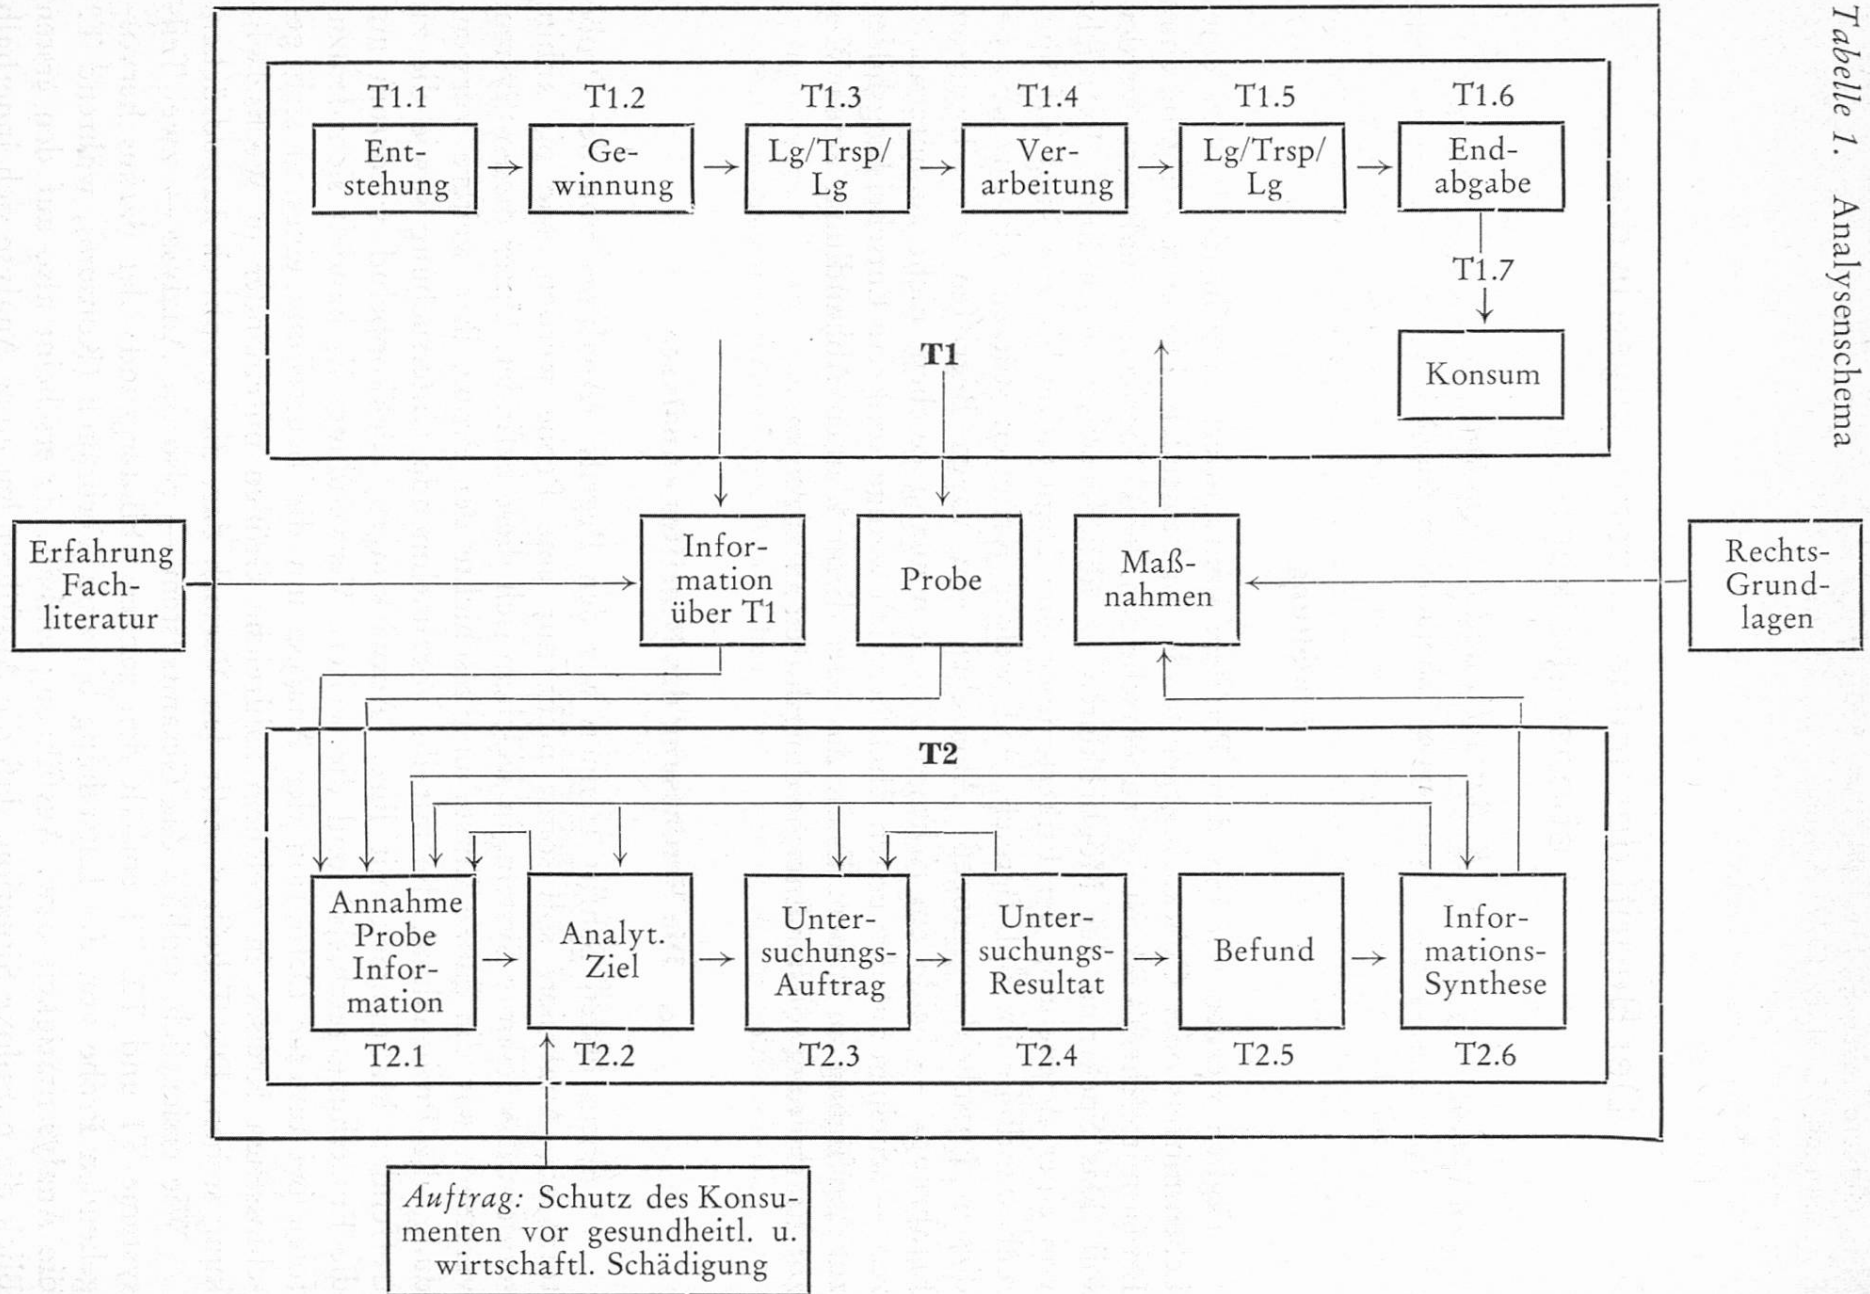 Tabelle 1. Analysenschema
T1.1
T1.2
T1.3
T1.4
T1.5
T1.6
Ent-
stehung
Ge-
winnung
Lg/Trsp/
Lg
Ver-
arbeitung
Lg/Trsp/
Lg
End-
abgabe
T1.7
Konsum
T1
Erfahrung
Fach-
literatur
Infor-
mation
über T1
Probe
Maß-
nahmen
Rechts-
Grund-
lagen
T2
Annahme
Probe
Infor-
mation
Analyt.
Ziel
Unter-
suchungs-
Auftrag
Unter-
suchungs-
Resultat
Befund
Infor-
mations-
Synthese
T2.1
T2.2
T2.3
T2.4
T2.5
T2.6
Auftrag: Schutz des Konsu-
menten vor gesundheitl. u.
wirtschaftl. Schädigung